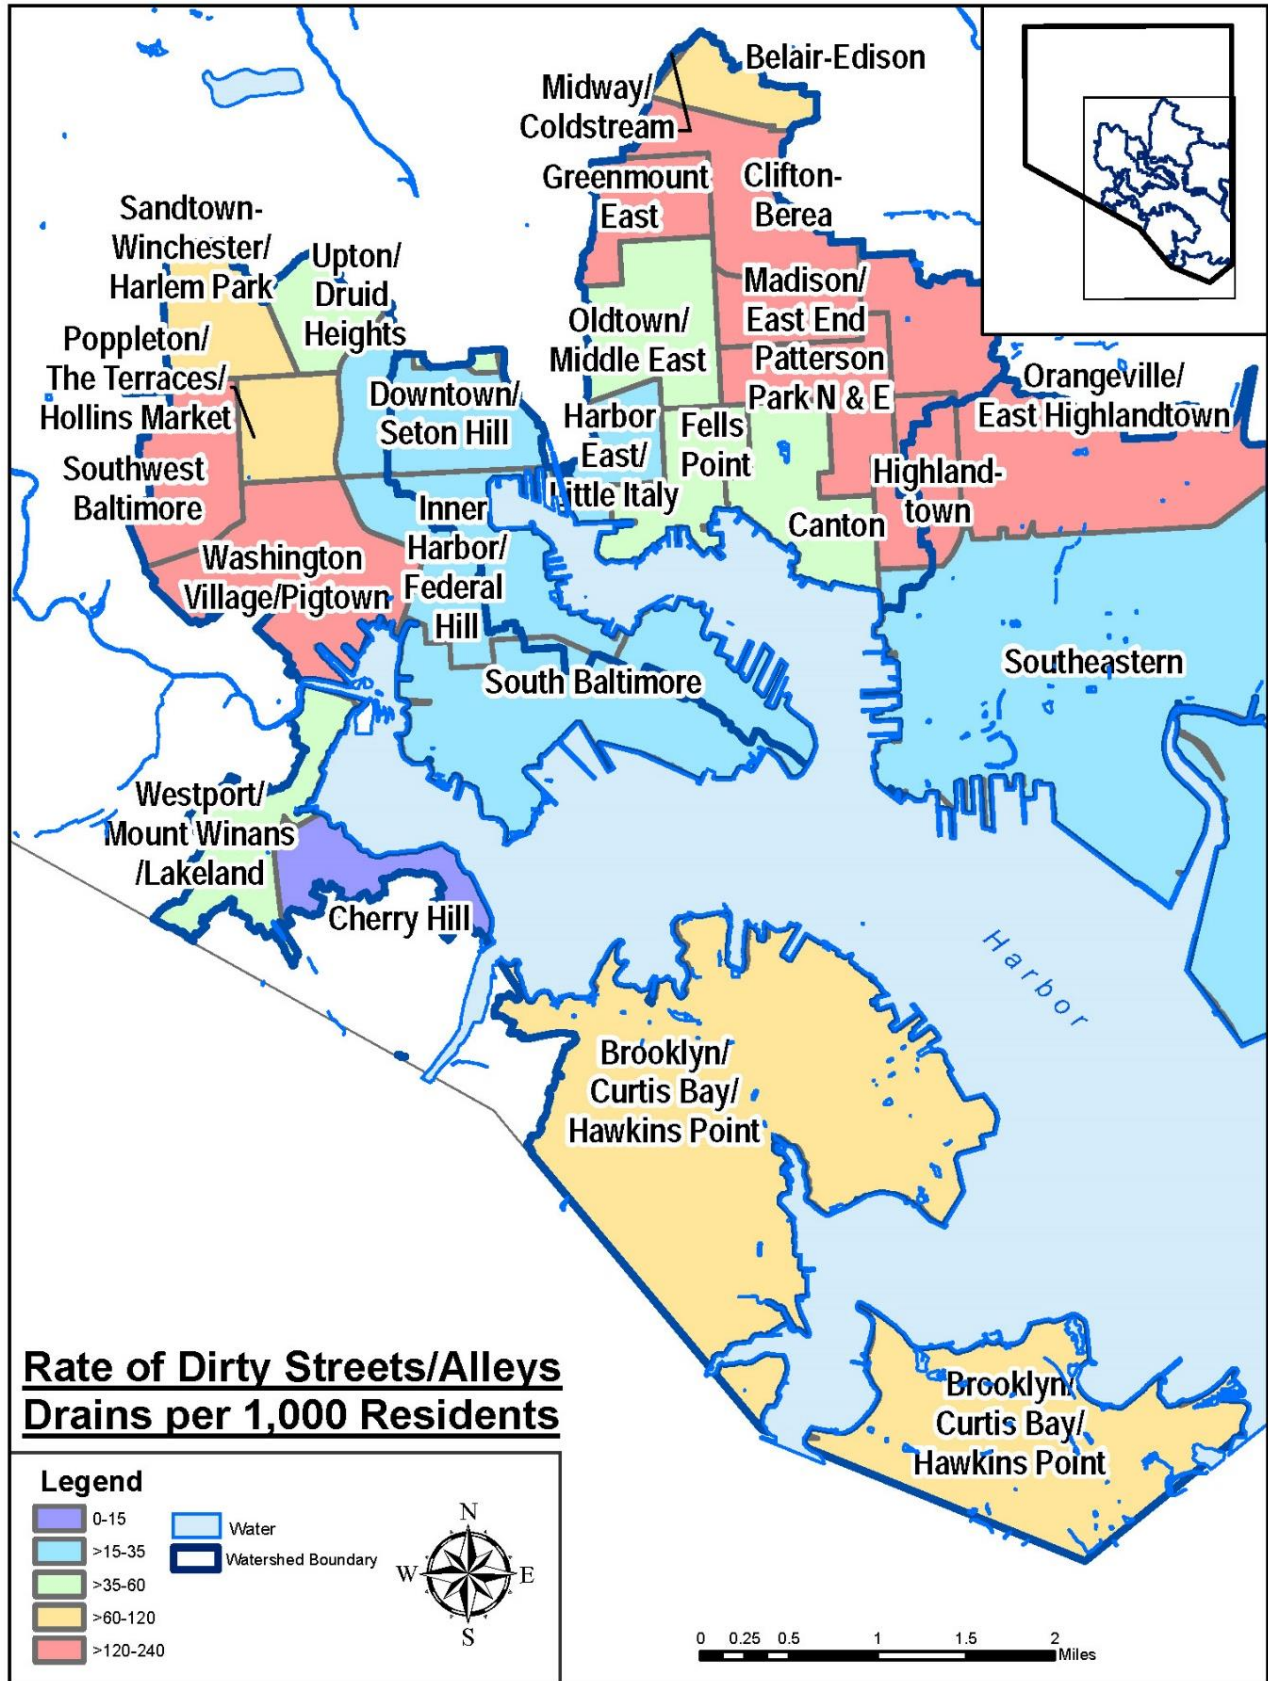 Belair-Edison
Midway/
Coldstream
Greenmount
East
Clifton-
Berea
Sandtown-
Winchester/
Harlem Park
Upton/
Druid
Heights
Madison/
East End
Oldtown/
Middle East
Poppleton/
The Terraces/
Hollins Market
Patterson
Park N & E
Orangeville/
East Highlandtown
Downtown/
Seton Hill
Harbor
East/
Little Italy
Fells
Point
Southwest
Baltimore
Highland-
town
Inner
Harbor/
Federal
Hill
Canton
Washington
Village/Pigtown
Southeastern
South Baltimore
Westport/
Mount Winans
/Lakeland
Cherry Hill
Harbor
Brooklyn/
Curtis Bay/
Hawkins Point
Brooklyn/
Curtis Bay/
Hawkins Point
Rate of Dirty Streets/Alleys
Drains per 1,000 Residents
Legend
0-15
>15-35
>35-60
>60-120
>120-240
Water
Watershed Boundary
N
W E
S
0 0.25 0.5 1 1.5 2
Miles